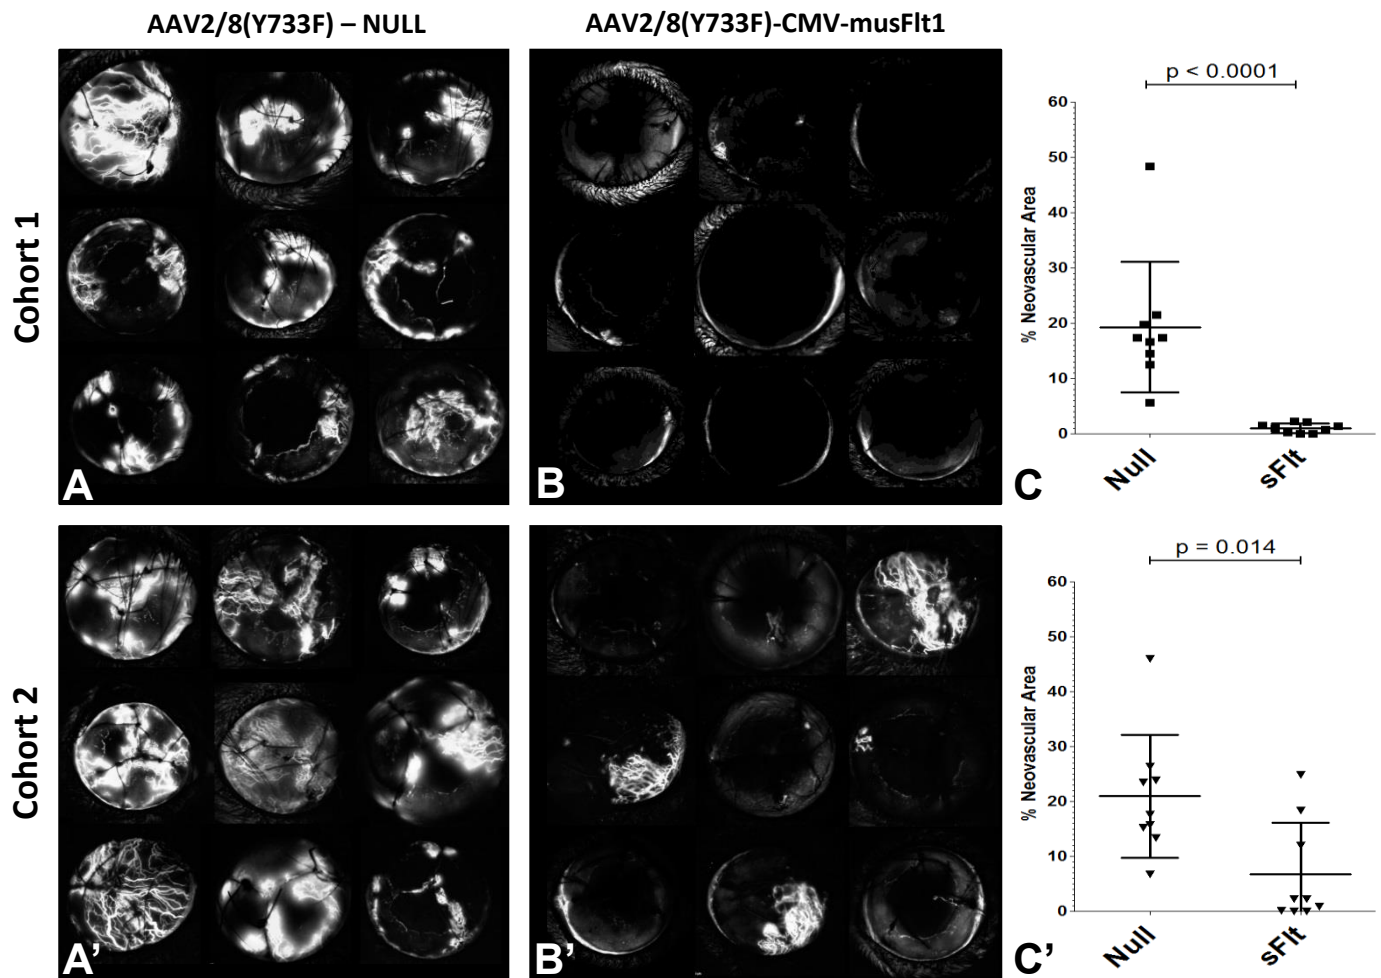 AAV2/8(Y733F) – NULL
AAV2/8(Y733F)-CMV-musFlt1
Cohort 1
A
B
C
p < 0.0001
% Neovascular Area
60
50
40
30
20
10
0
Null
sFlt
Cohort 2
A’
B’
C’
p = 0.014
% Neovascular Area
60
50
40
30
20
10
0
Null
sFlt